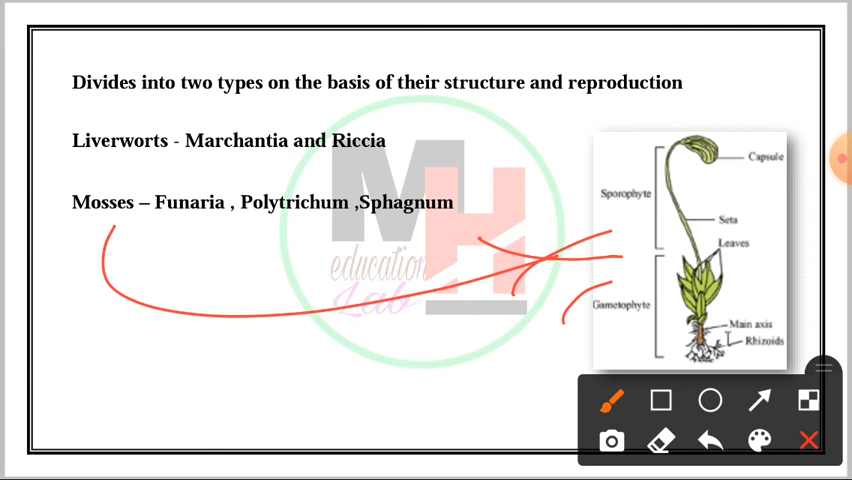 Divides into two types on the basis of their structure and reproduction
Liverworts - Marchantia and Riccia
Mosses – Funaria , Polytrichum ,Sphagnum
MH
education
Lab
Capsule
Sporophyte
Seta
Leaves
Gametophyte
Main axis
Rhizoids